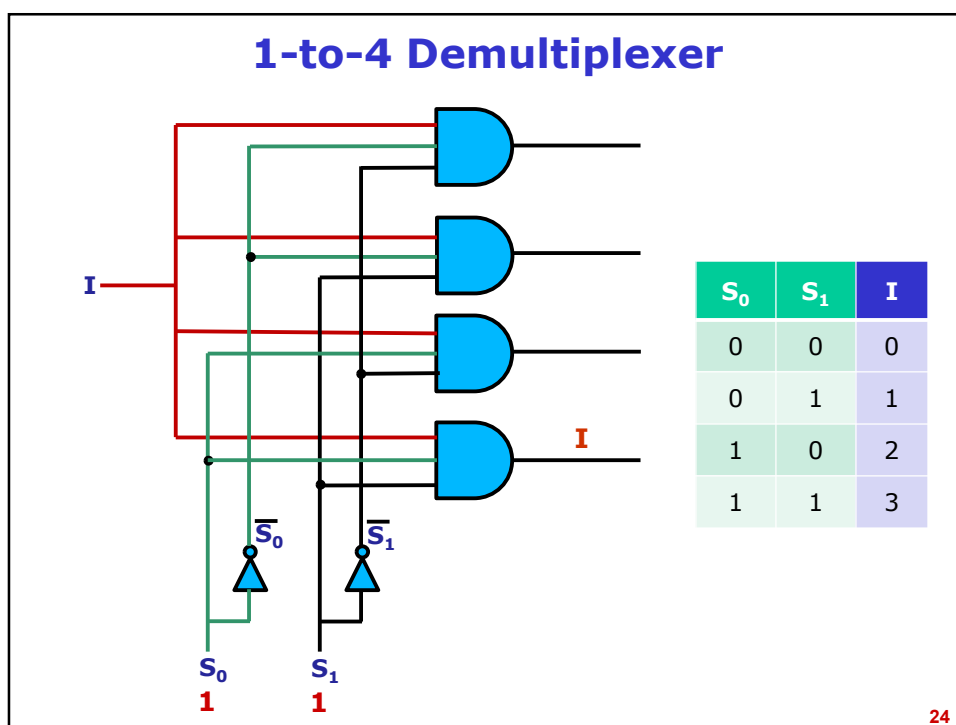 1-to-4 Demultiplexer
I
S₀ S₁ I
0 0 0
0 1 1
1 0 2
1 1 3
I
S̅₀ S̅₁
S₀ S₁
1 1
24